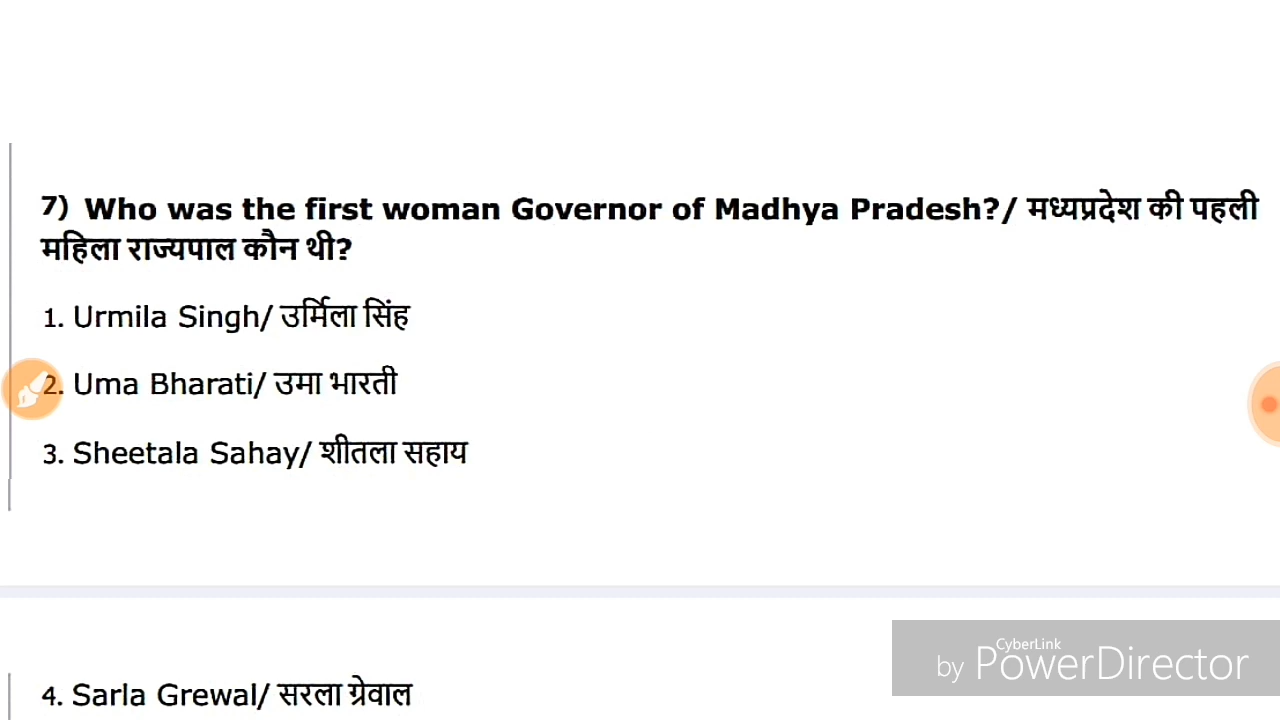 7) Who was the first woman Governor of Madhya Pradesh?/ मध्यप्रदेश की पहली
महिला राज्यपाल कौन थी?
1. Urmila Singh/ उर्मिला सिंह
2. Uma Bharati/ उमा भारती
3. Sheetala Sahay/ शीतला सहाय
CyberLink
by PowerDirector
4. Sarla Grewal/ सरला ग्रेवाल